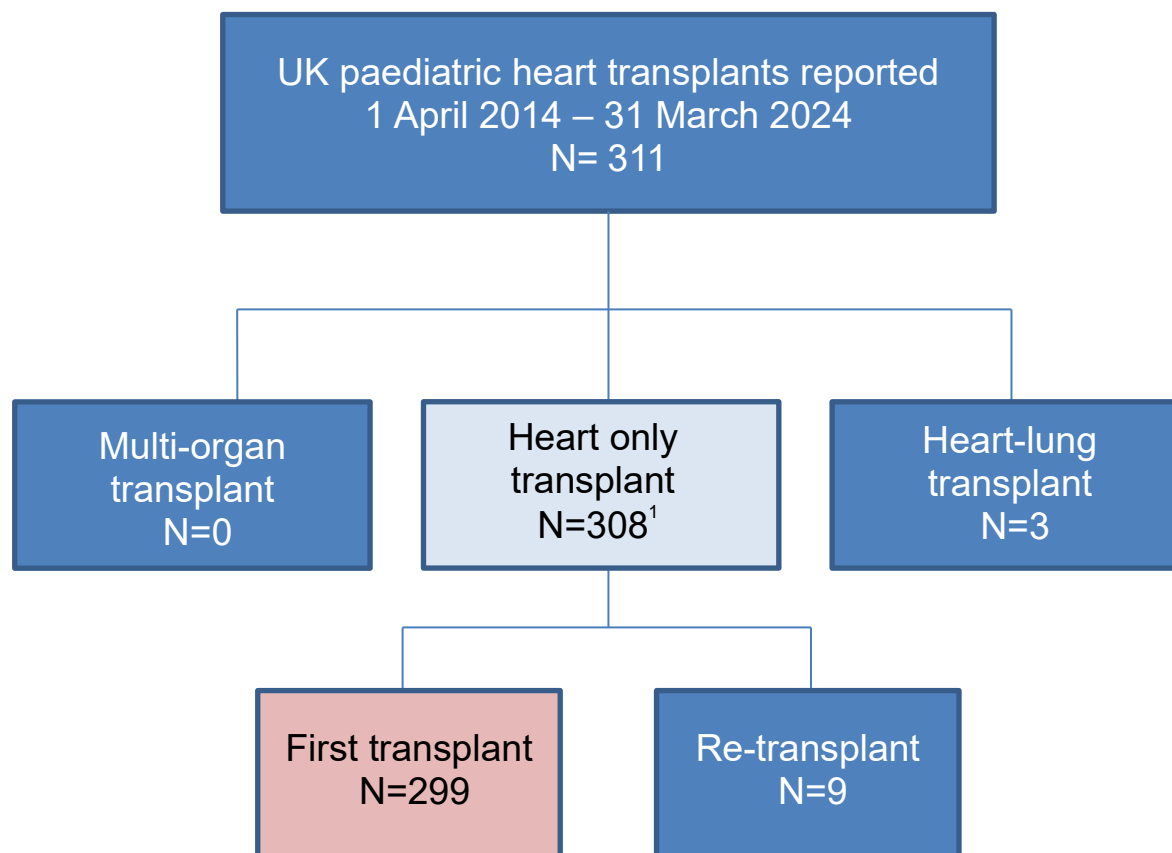 UK paediatric heart transplants reported
1 April 2014 – 31 March 2024
N= 311
Multi-organ
transplant
N=0
Heart only
transplant
N=308¹
Heart-lung
transplant
N=3
First transplant
N=299
Re-transplant
N=9